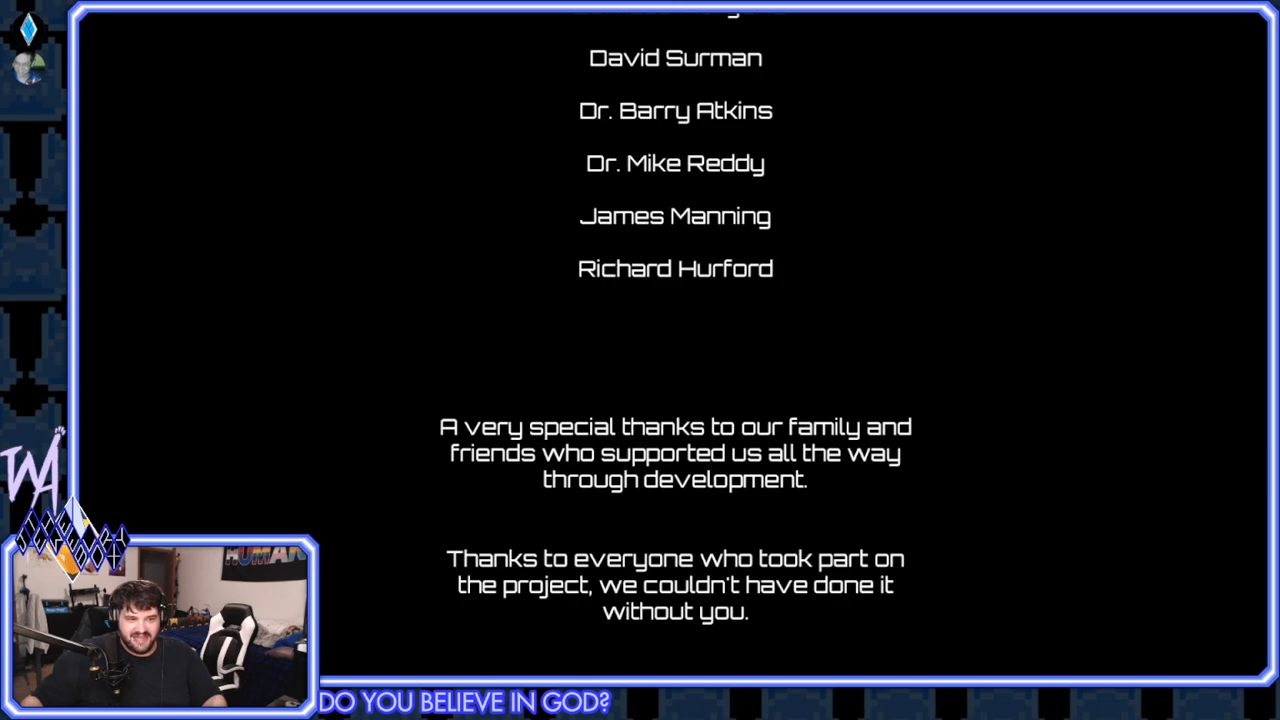 David Surman
Dr. Barry Atkins
Dr. Mike Reddy
James Manning
Richard Hurford
A very special thanks to our family and
friends who supported us all the way
through development.
Thanks to everyone who took part on
the project, we couldn't have done it
without you.
WA
HUMAN
DO YOU BELIEVE IN GOD?